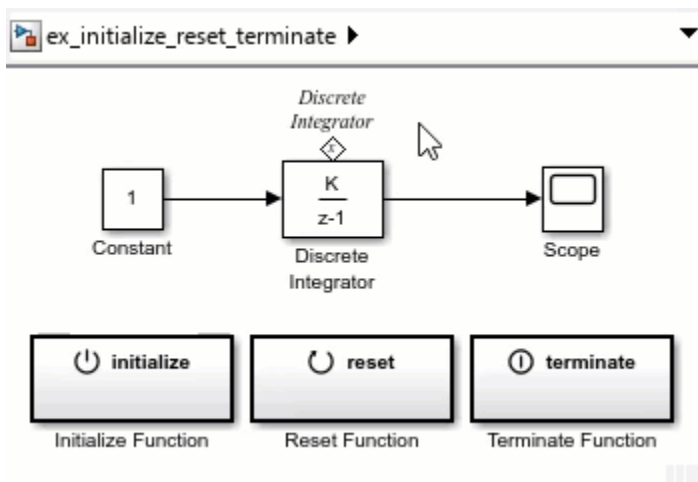 ex_initialize_reset_terminate
Discrete
Integrator
x
1
K
z-1
Constant
Discrete
Integrator
Scope
initialize
reset
terminate
Initialize Function
Reset Function
Terminate Function